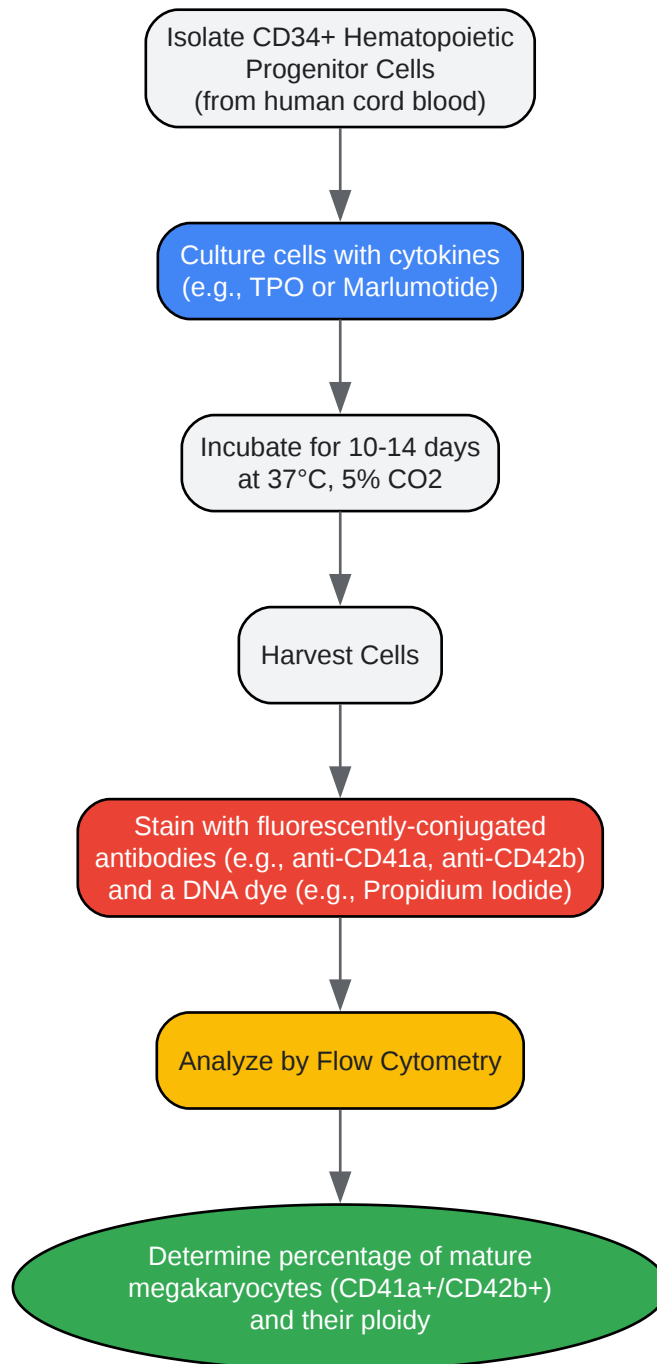 Isolate CD34+ Hematopoietic
Progenitor Cells
(from human cord blood)
Culture cells with cytokines
(e.g., TPO or Marlumotide)
Incubate for 10-14 days
at 37°C, 5% CO2
Harvest Cells
Stain with fluorescently-conjugated
antibodies (e.g., anti-CD41a, anti-CD42b)
and a DNA dye (e.g., Propidium Iodide)
Analyze by Flow Cytometry
Determine percentage of mature
megakaryocytes (CD41a+/CD42b+)
and their ploidy